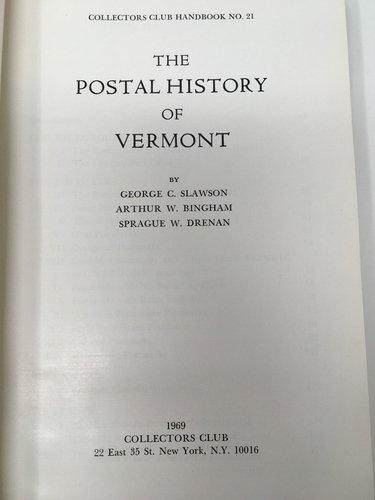 COLLECTORS CLUB HANDBOOK NO. 21
THE
POSTAL HISTORY
OF
VERMONT
BY
GEORGE C. SLAWSON
ARTHUR W. BINGHAM
SPRAGUE W. DRENAN
1969
COLLECTORS CLUB
22 East 35 St. New York, N.Y. 10016